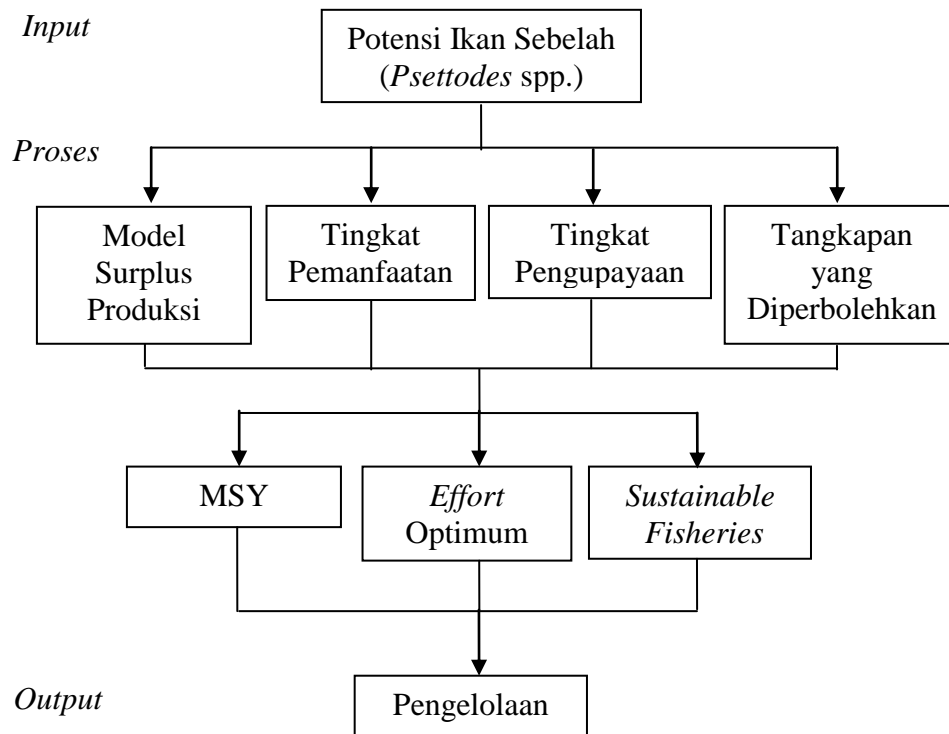 Input
Potensi Ikan Sebelah
(Psettodes spp.)
Proses
Model
Surplus
Produksi
Tingkat
Pemanfaatan
Tingkat
Pengupayaan
Tangkapan
yang
Diperbolehkan
MSY
Effort
Optimum
Sustainable
Fisheries
Output
Pengelolaan